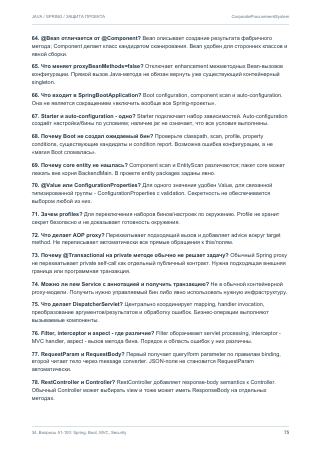 JAVA / SPRING / ЗАЩИТА ПРОЕКТА CorporateProcurementSystem
64. @Bean отличается от @Component? Bean описывает создание результата фабричного
метода; Component делает класс кандидатом сканирования. Bean удобен для сторонних классов и
явной сборки.
65. Что меняет proxyBeanMethods=false? Отключает enhancement межметодных Bean-вызовов
конфигурации. Прямой вызов Java-метода не обязан вернуть уже существующий контейнерный
singleton.
66. Что входит в SpringBootApplication? Boot configuration, component scan и auto-configuration.
Она не является сокращением «включить вообще все Spring-проекты».
67. Starter и auto-configuration - одно? Starter подключает набор зависимостей. Auto-configuration
создаёт настройки/бины по условиям; наличие jar не означает, что все условия выполнены.
68. Почему Boot не создал ожидаемый бин? Проверьте classpath, scan, profile, property
conditions, существующие кандидаты и condition report. Возможна ошибка конфигурации, а не
«магия Boot сломалась».
69. Почему core entity не нашлась? Component scan и EntityScan различаются; пакет core может
лежать вне корня BackendMain. В проекте entity packages заданы явно.
70. @Value или ConfigurationProperties? Для одного значения удобен Value, для связанной
типизированной группы - ConfigurationProperties с validation. Секретность не обеспечивается
выбором любой из них.
71. Зачем profiles? Для переключения наборов бинов/настроек по окружению. Profile не хранит
секрет безопасно и не доказывает готовность окружения.
72. Что делает AOP proxy? Перехватывает подходящий вызов и добавляет advice вокруг target
method. Не переписывает автоматически все прямые обращения к this/полям.
73. Почему @Transactional на private методе обычно не решает задачу? Обычный Spring proxy
не перехватывает private self-call как отдельный публичный контракт. Нужна подходящая внешняя
граница или программная транзакция.
74. Можно ли new Service с аннотацией и получить транзакцию? Не в обычной контейнерной
proxy-модели. Получить нужно управляемый бин либо явно использовать нужную инфраструктуру.
75. Что делает DispatcherServlet? Центрально координирует mapping, handler invocation,
преобразование аргументов/результатов и обработку ошибок. Бизнес-операции выполняют
вызываемые компоненты.
76. Filter, interceptor и aspect - где различие? Filter оборачивает servlet processing, interceptor -
MVC handler, aspect - вызов метода бина. Порядок и область ошибок у них различны.
77. RequestParam и RequestBody? Первый получает query/form parameter по правилам binding,
второй читает тело через message converter. JSON-поле не становится RequestParam
автоматически.
78. RestController и Controller? RestController добавляет response-body semantics к Controller.
Обычный Controller может выбирать view и тоже может иметь ResponseBody на отдельных
методах.
34. Вопросы 51-100: Spring, Boot, MVC, Security 75